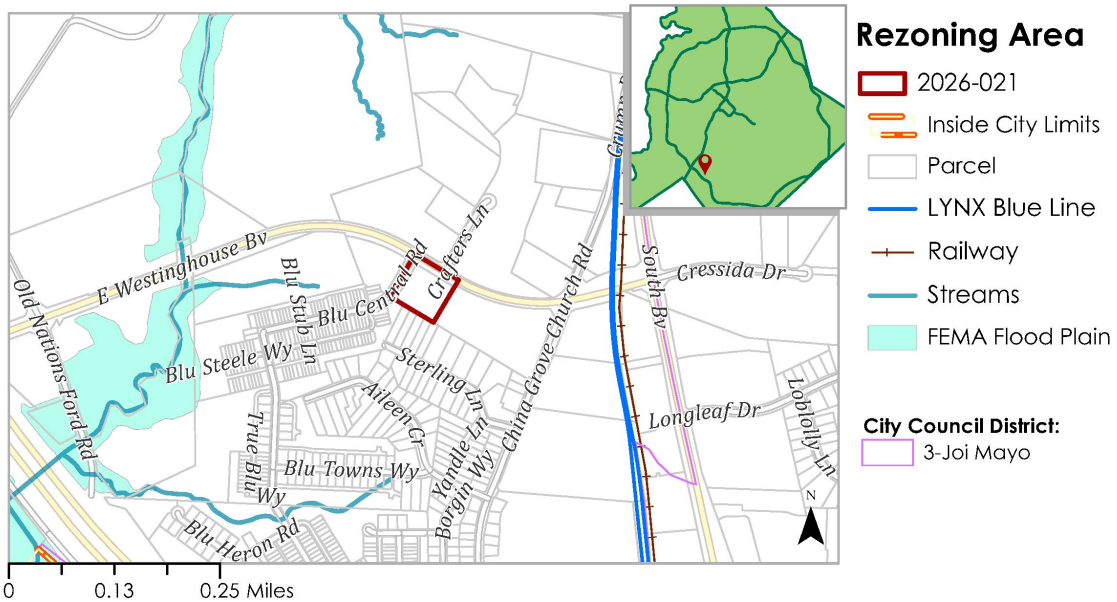 Rezoning Area
2026-021
Inside City Limits
Parcel
LYNX Blue Line
Railway
Streams
FEMA Flood Plain
City Council District:
3-Joi Mayo
E Westinghouse Bv
Old Nations Ford Rd
Blu Stub Ln
Blu Central Rd
Crafters Ln
Blu Steele Wy
Sterling Ln
Aileen Cr
China Grove Church Rd
South Bv
Cressida Dr
Longleaf Dr
Loblolly Ln
True Blu Wy
Blu Towns Wy
Yandle Ln
Borgin Wy
Blu Heron Rd
N
0 0.13 0.25 Miles